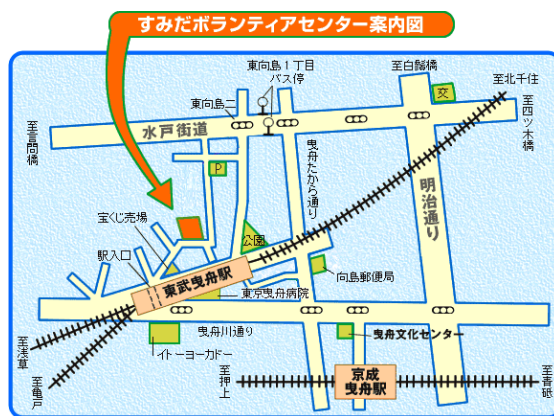 すみだボランティアセンター案内図
東向島1丁目
バス停
至白鬚橋
至北千住
交
東向島二
至四ツ木橋
水戸街道
至言問橋
曳舟たから通り
明治通り
P
宝くじ売場
公園
駅入口
東武曳舟駅
向島郵便局
東京曳舟病院
曳舟川通り
曳舟文化センター
イトーヨーカドー
至浅草
至亀戸
至押上
京成
曳舟駅
至青砥